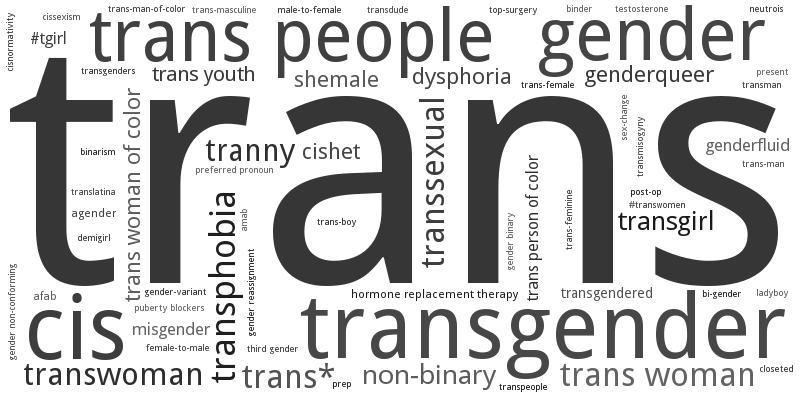 trans-man-of-color
trans-masculine
male-to-female
transdude
top-surgery
binder
testosterone
neutrois
cissexism
cisnormativity
#tgirl
trans
people
gender
transgenders
trans youth
shemale
dysphoria
trans-female
genderqueer
present
transman
trans
binarism
trans woman of color
tranny
cishet
preferred pronoun
transsexual
sex-change
transmisogyny
genderfluid
trans-man
translatina
agender
demigirl
transphobia
amab
trans-boy
gender binary
trans person of color
trans-feminine
post-op
#transwomen
transgirl
gender non-conforming
afab
gender-variant
gender reassignment
hormone replacement therapy
transgendered
bi-gender
ladyboy
cis
puberty blockers
misgender
female-to-male
third gender
transgender
transwoman
trans*
prep
non-binary
transpeople
trans woman
closeted